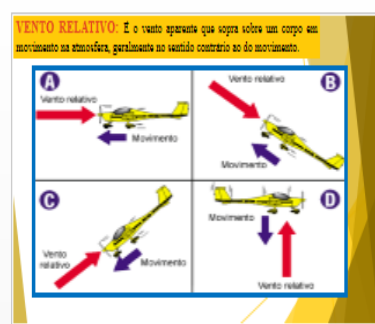 VENTO RELATIVO: É o vento aparente que sopra sobre um corpo em
movimento na atmosfera, geralmente no sentido contrário ao do movimento.
A
Vento relativo
Movimento
Vento relativo
B
Movimento
C
Vento
relativo
Movimento
D
Movimento
Vento relativo